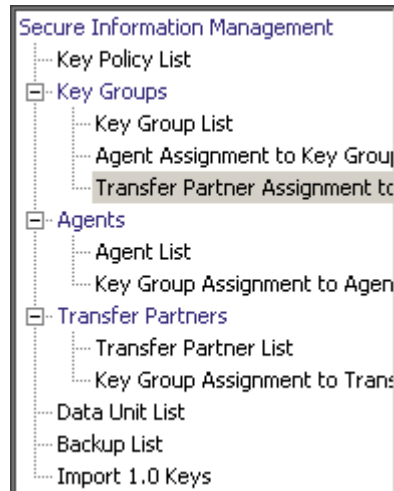 Secure Information Management
Key Policy List
Key Groups
Key Group List
Agent Assignment to Key Grou
Transfer Partner Assignment to
Agents
Agent List
Key Group Assignment to Agen
Transfer Partners
Transfer Partner List
Key Group Assignment to Trans
Data Unit List
Backup List
Import 1.0 Keys